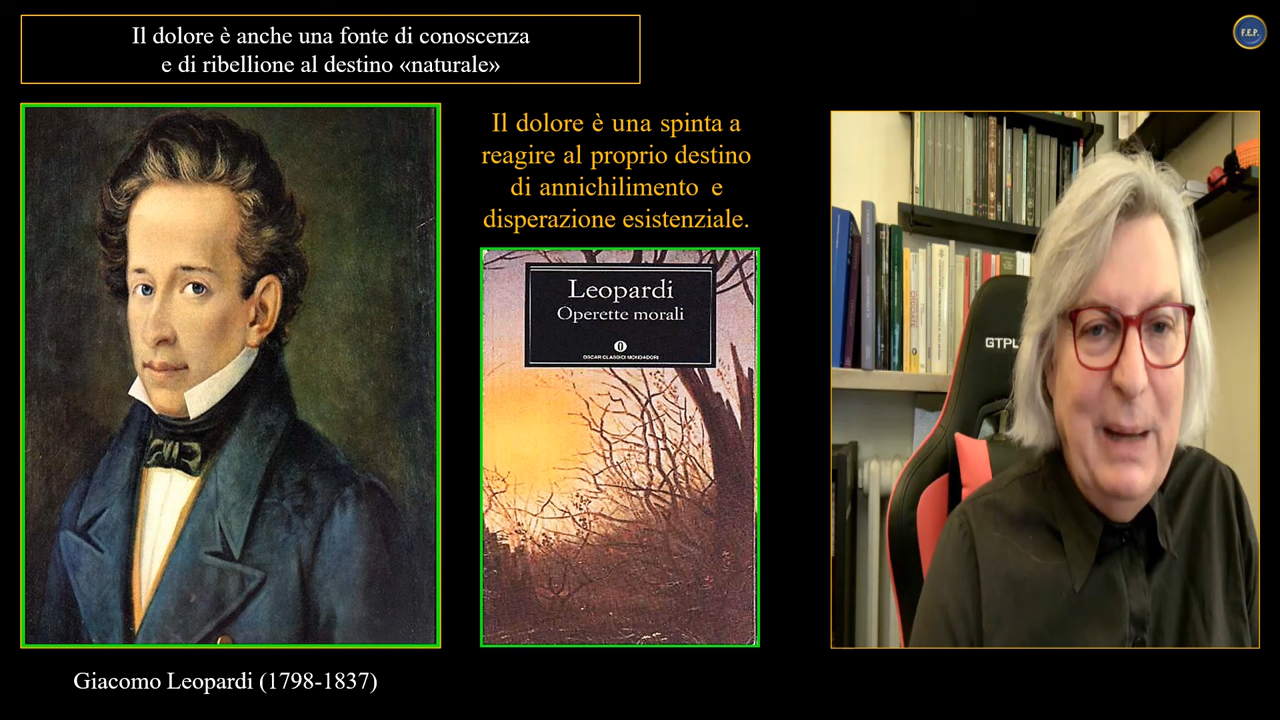 Il dolore è anche una fonte di conoscenza
e di ribellione al destino «naturale»
F.E.P.
Il dolore è una spinta a
reagire al proprio destino
di annichilimento e
disperazione esistenziale.
Leopardi
Operette morali
OSCAR CLASSICI MONDADORI
GTPL
Giacomo Leopardi (1798-1837)